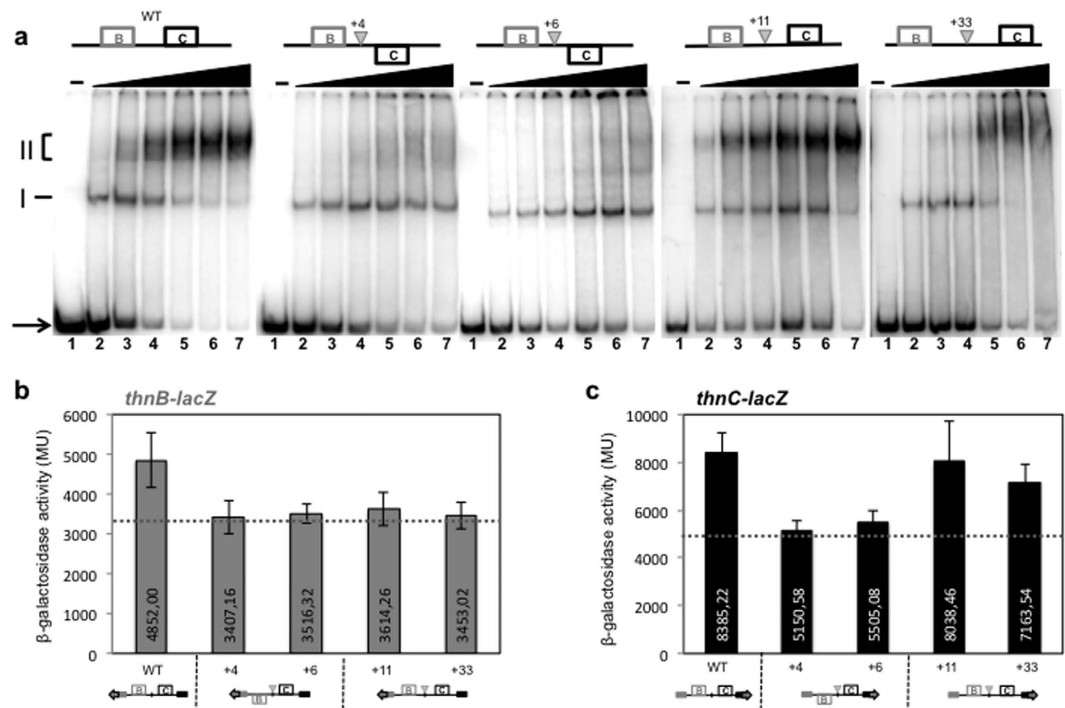 a
WT
B C
+4
B C
+6
B C
+11
B C
+33
B C
– – – – –
II
I
1 2 3 4 5 6 7
1 2 3 4 5 6 7
1 2 3 4 5 6 7
1 2 3 4 5 6 7
1 2 3 4 5 6 7
b
thnB-lacZ
β-galactosidase activity (MU)
6000
5000
4000
3000
2000
1000
0
4852,00
3407,16
3516,32
3614,26
3453,02
WT +4 +6 +11 +33
B C
B C
B C
c
thnC-lacZ
β-galactosidase activity (MU)
10000
8000
6000
4000
2000
0
8385,22
5150,58
5505,08
8038,46
7163,54
WT +4 +6 +11 +33
B C
B C
B C